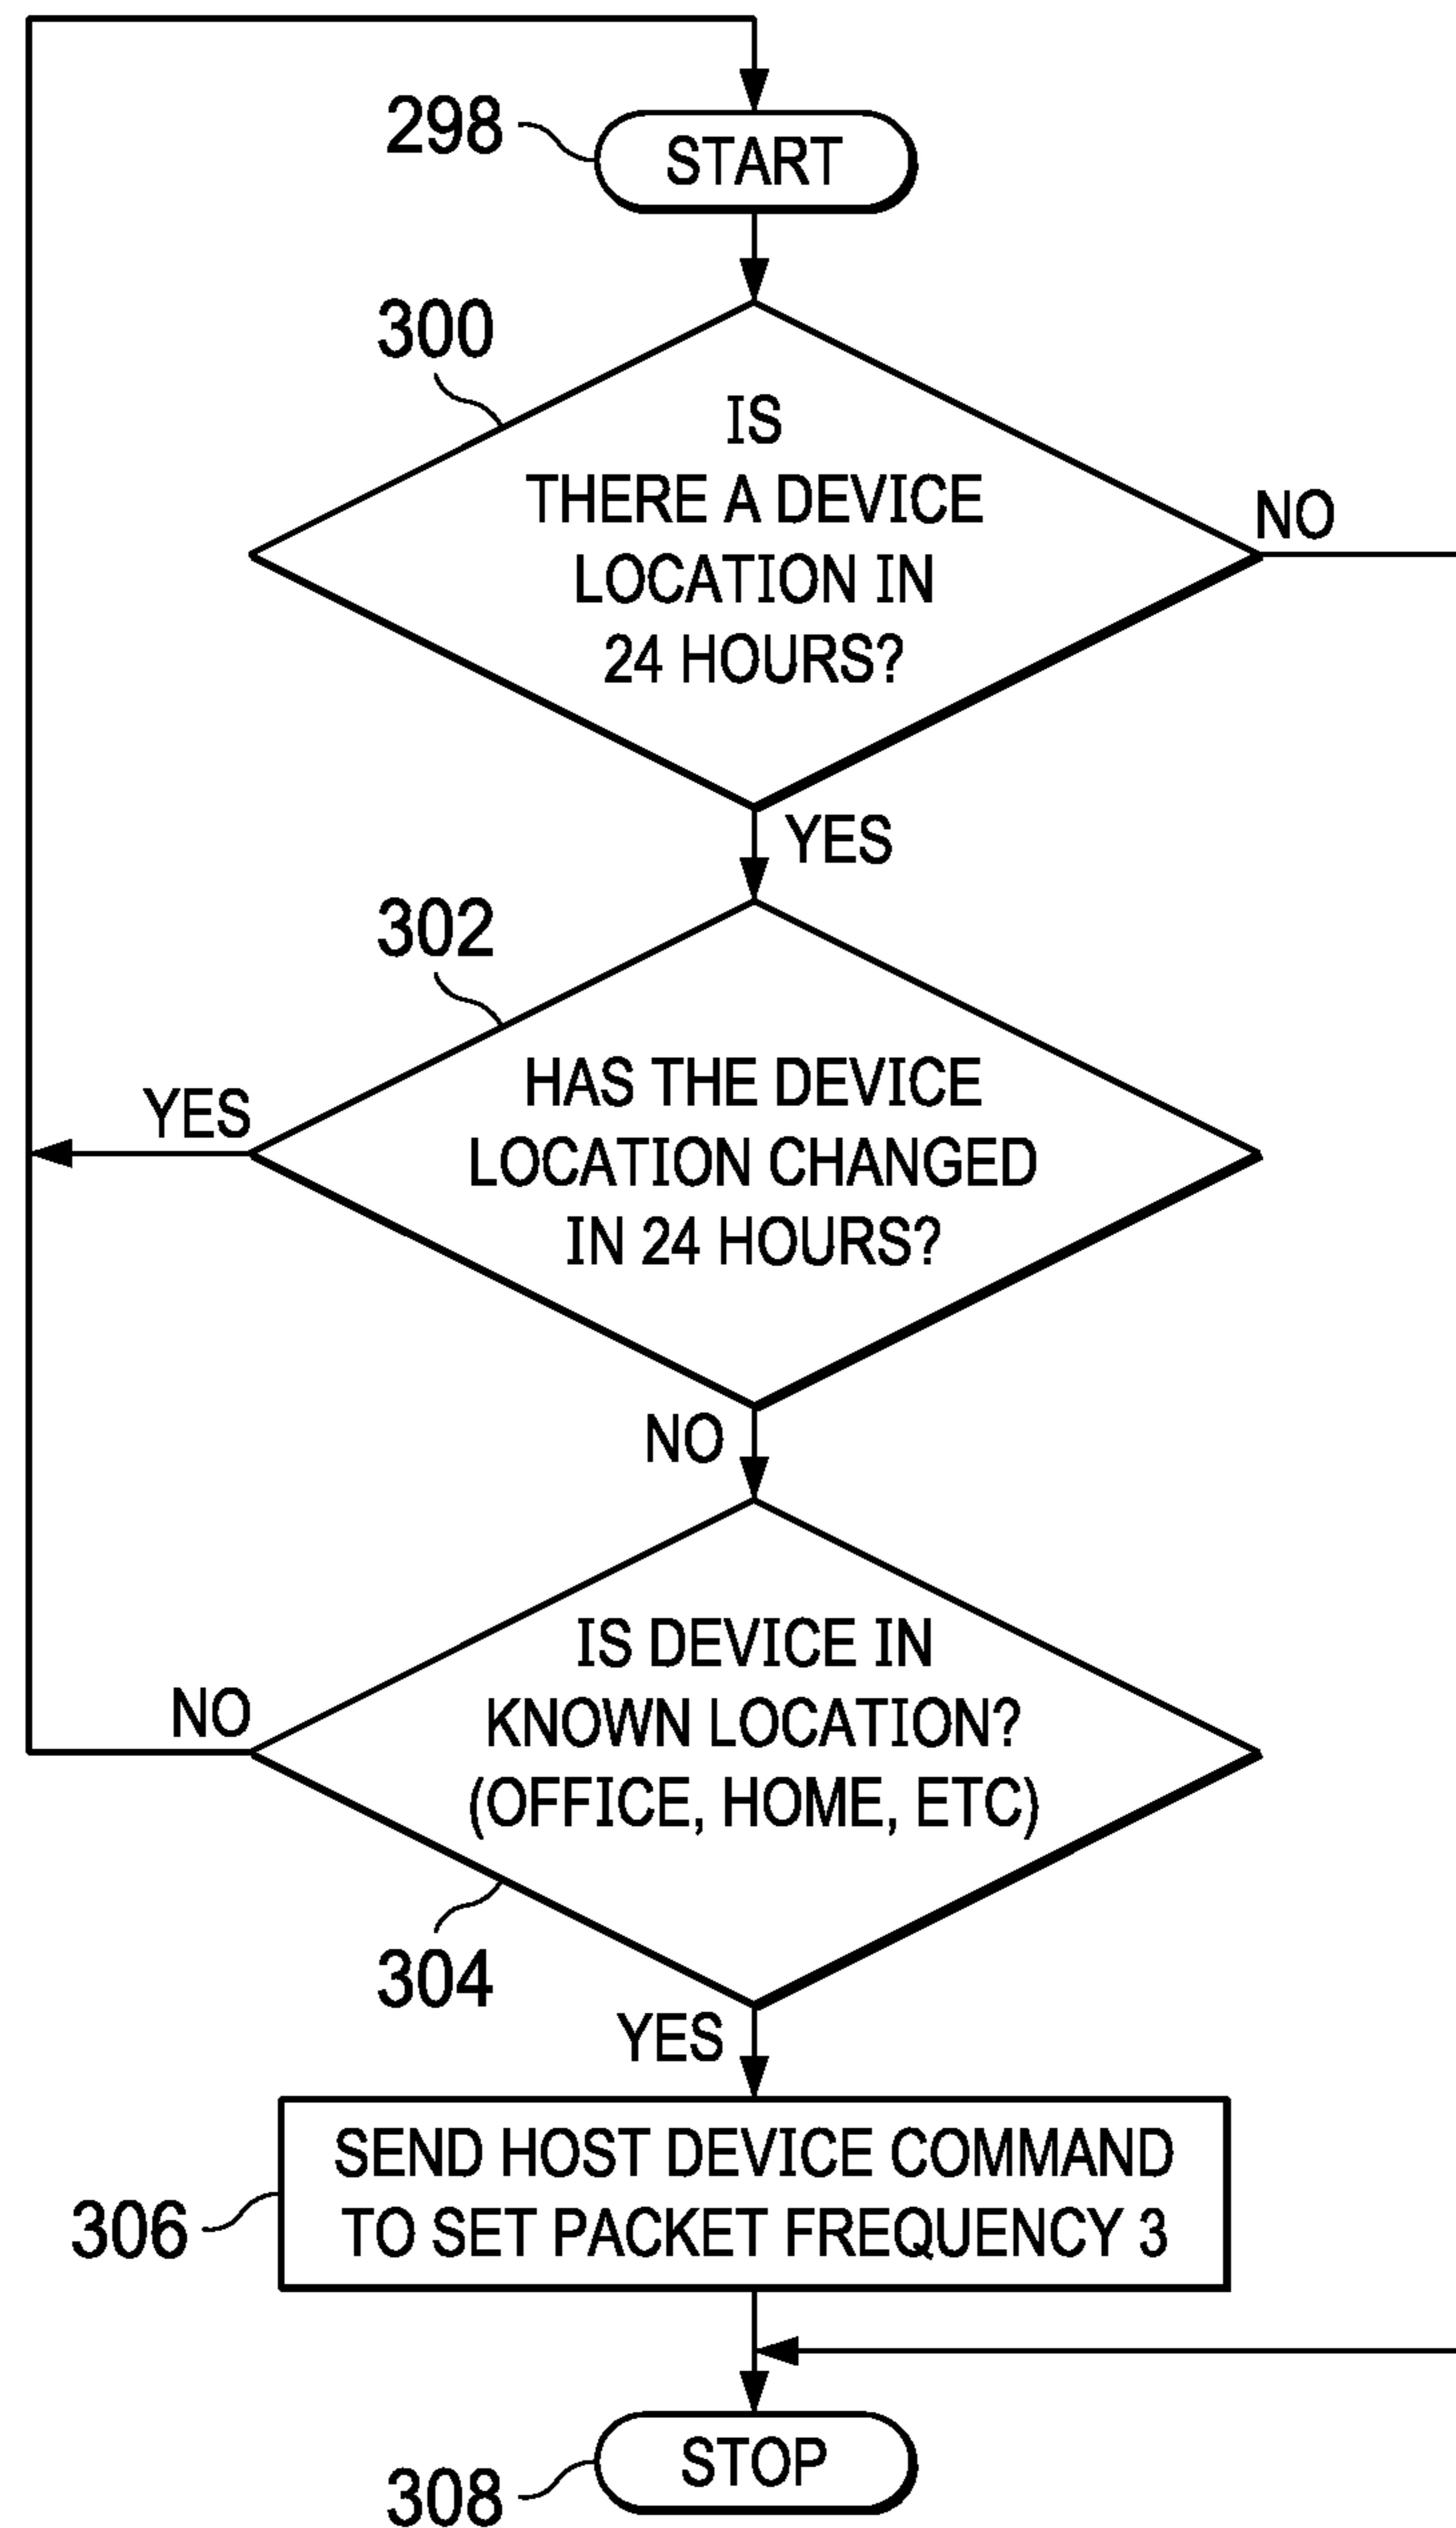 298
START
300
IS
THERE A DEVICE
LOCATION IN
24 HOURS?
NO
YES
302
HAS THE DEVICE
LOCATION CHANGED
IN 24 HOURS?
YES
NO
IS DEVICE IN
KNOWN LOCATION?
(OFFICE, HOME, ETC)
NO
304
YES
SEND HOST DEVICE COMMAND
TO SET PACKET FREQUENCY 3
306
STOP
308